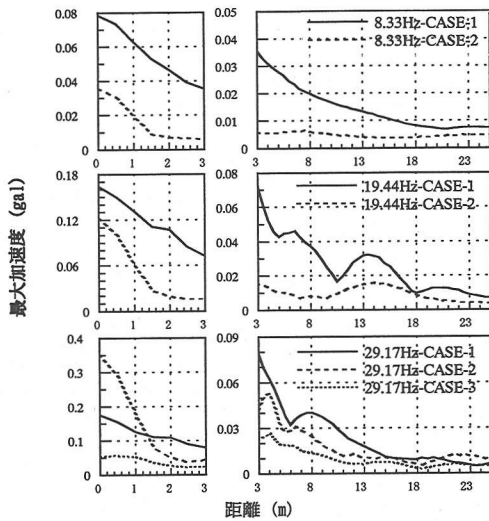 最大加速度 (gal)
0.08
0.06
0.04
0.02
0
0 1 2 3
0.05
0.04
0.03
0.02
0.01
0
3 8 13 18 23
8.33Hz-CASE-1
8.33Hz-CASE-2
0.18
0.12
0.06
0
0 1 2 3
0.08
0.06
0.04
0.02
0
3 8 13 18 23
19.44Hz-CASE-1
19.44Hz-CASE-2
0.4
0.3
0.2
0.1
0
0 1 2 3
0.09
0.06
0.03
0
3 8 13 18 23
29.17Hz-CASE-1
29.17Hz-CASE-2
29.17Hz-CASE-3
距離 (m)